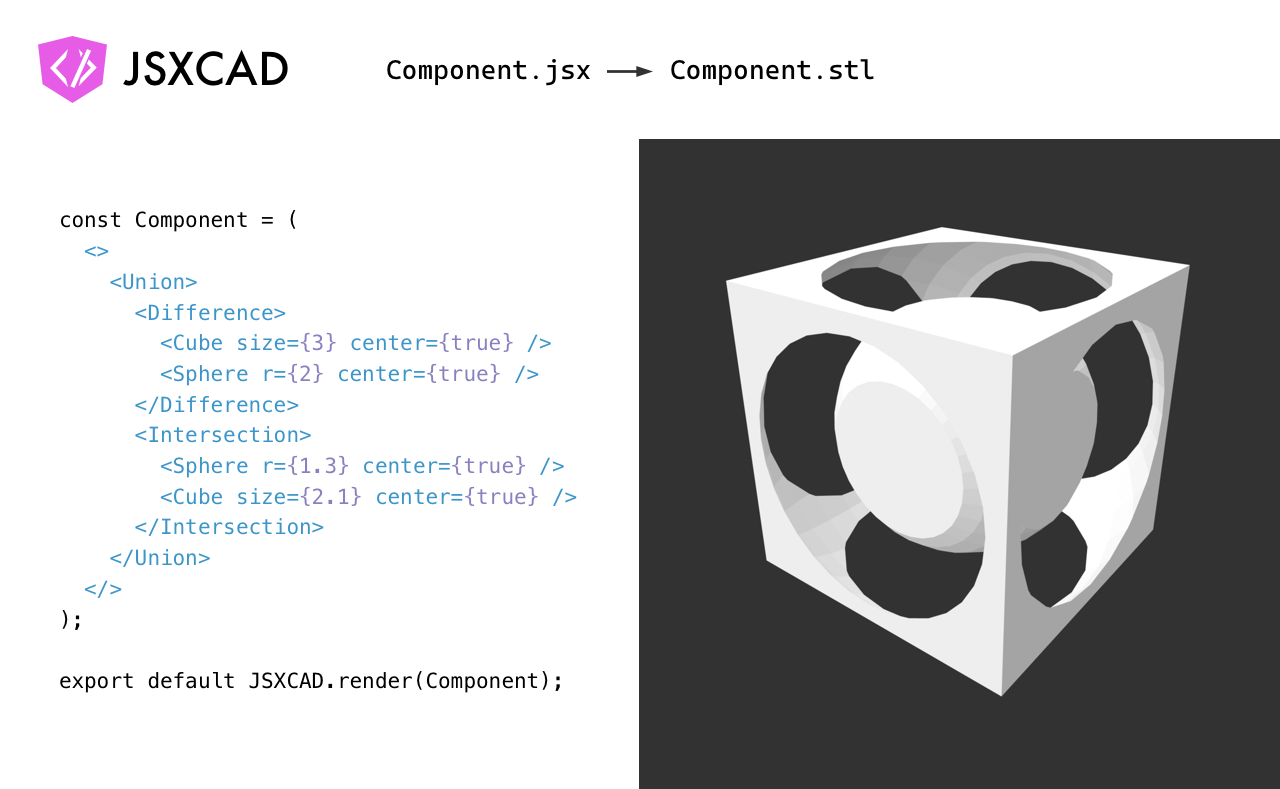 JSXCAD
Component.jsx → Component.stl
const Component = (
  <>
    <Union>
      <Difference>
        <Cube size={3} center={true} />
        <Sphere r={2} center={true} />
      </Difference>
      <Intersection>
        <Sphere r={1.3} center={true} />
        <Cube size={2.1} center={true} />
      </Intersection>
    </Union>
  </>
);
export default JSXCAD.render(Component);